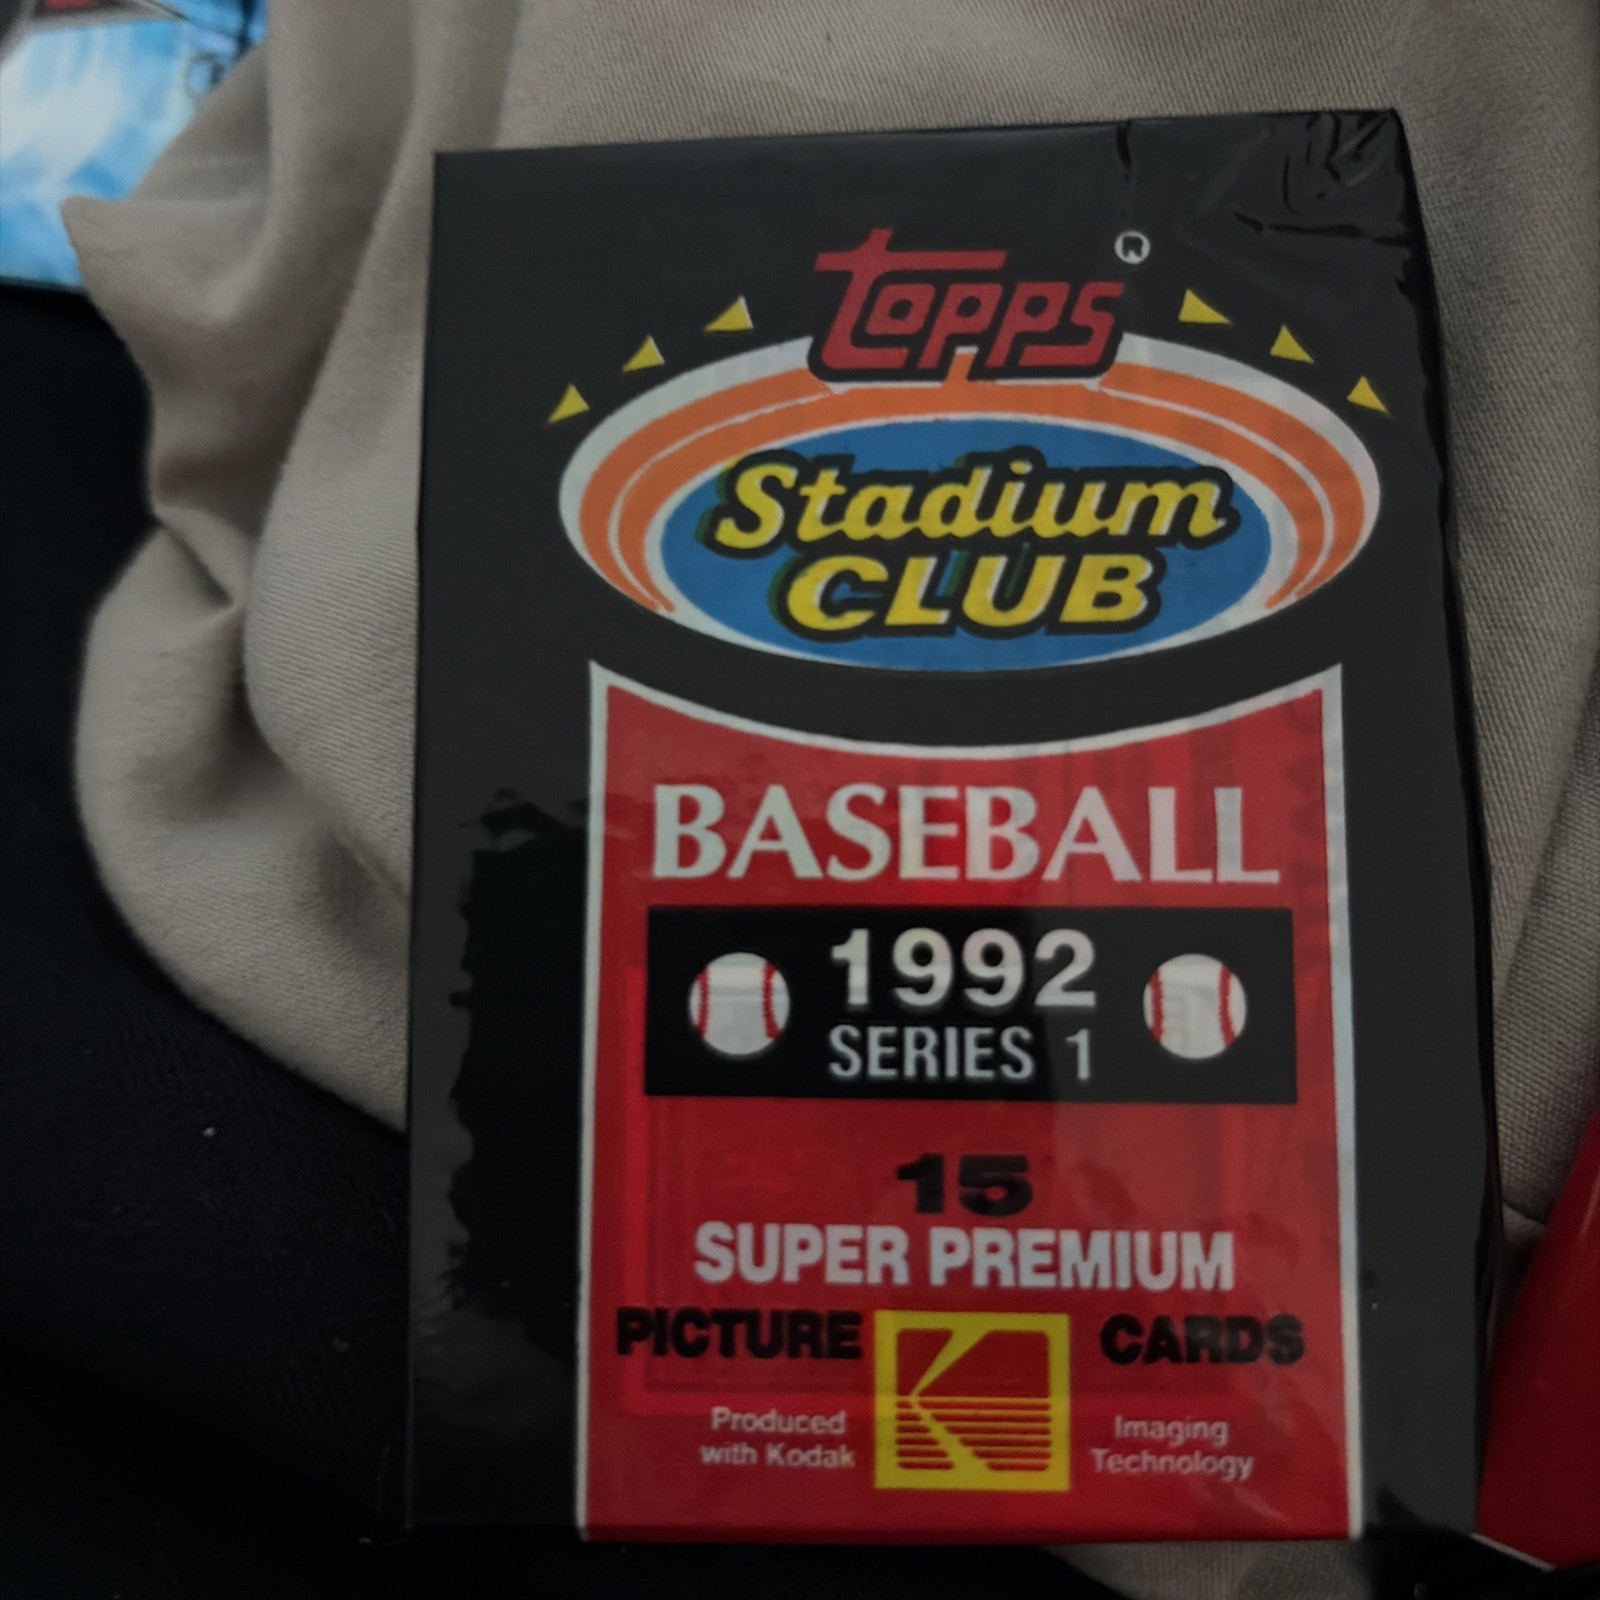 topps®
Stadium
CLUB
BASEBALL
1992
SERIES 1
15
SUPER PREMIUM
PICTURE CARDS
Produced
with Kodak
Imaging
Technology